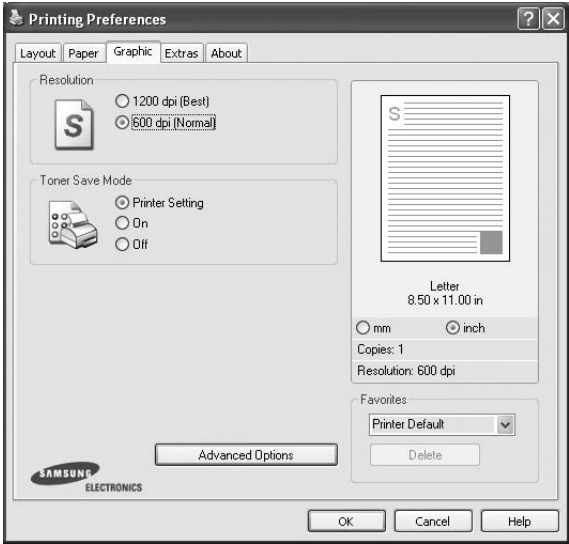 Printing Preferences
Layout Paper Graphic Extras About
Resolution
1200 dpi (Best)
600 dpi (Normal)
S
Toner Save Mode
Printer Setting
On
Off
S
Letter
8.50 x 11.00 in
mm inch
Copies: 1
Resolution: 600 dpi
Favorites
Printer Default
Delete
Advanced Options
SAMSUNG
ELECTRONICS
OK Cancel Help